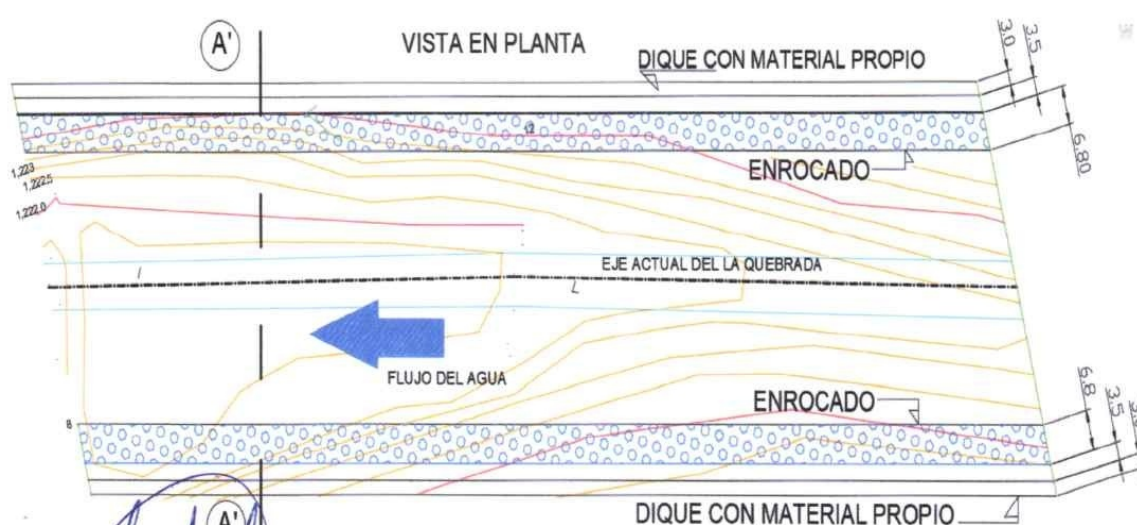 A'
VISTA EN PLANTA
DIQUE CON MATERIAL PROPIO
3.0
3.5
6.80
12
ENROCADO
1,223
1,222.5
1,222.0
EJE ACTUAL DEL LA QUEBRADA
FLUJO DEL AGUA
ENROCADO
6.8
3.5
8
A'
DIQUE CON MATERIAL PROPIO